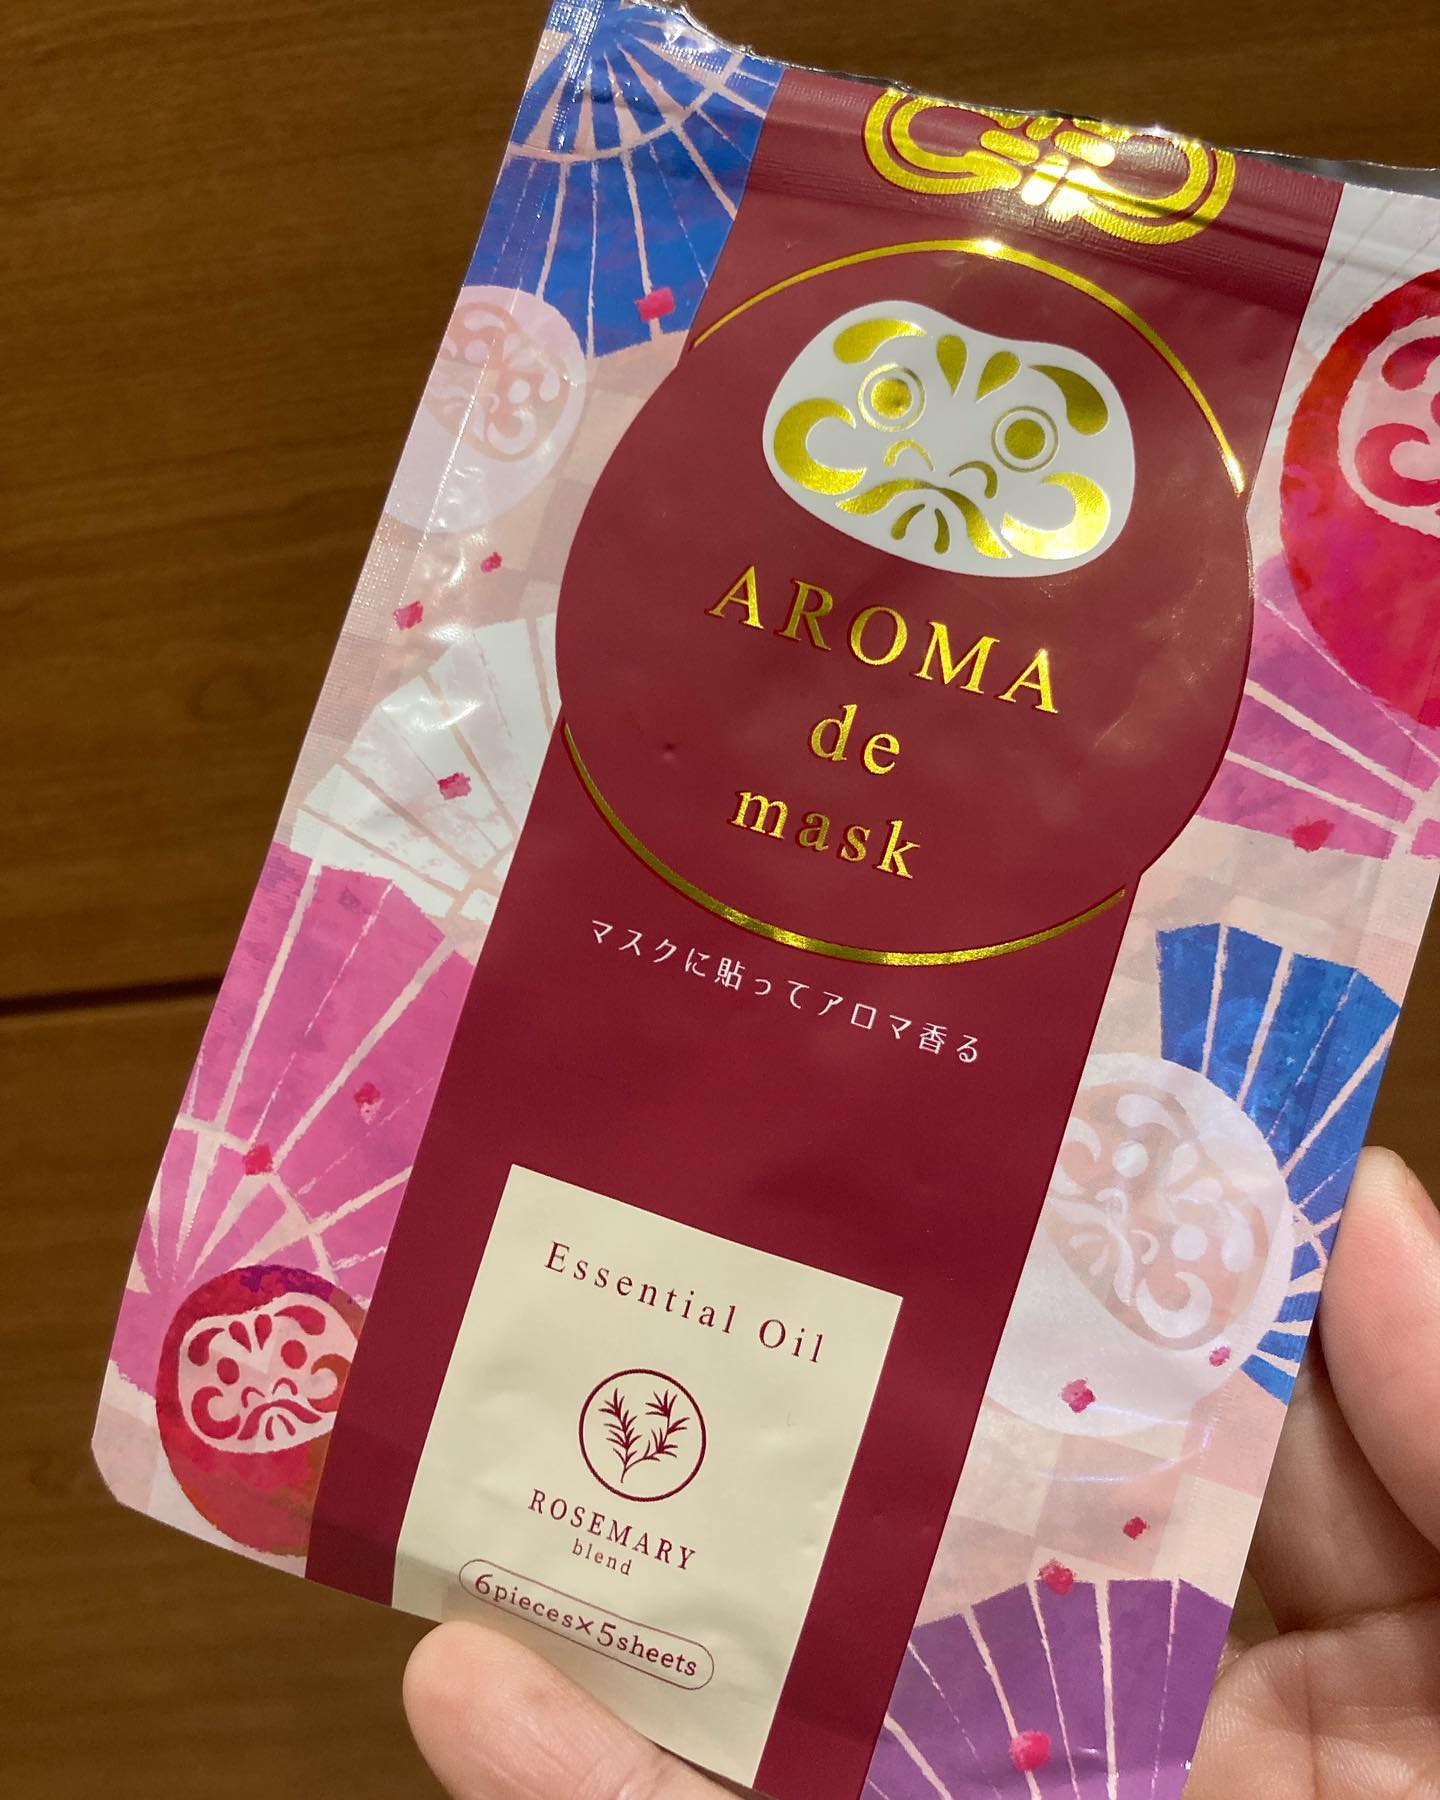 AROMA
de
mask
マスクに貼ってアロマ香る
Essential Oil
ROSEMARY
blend
6pieces×5sheets